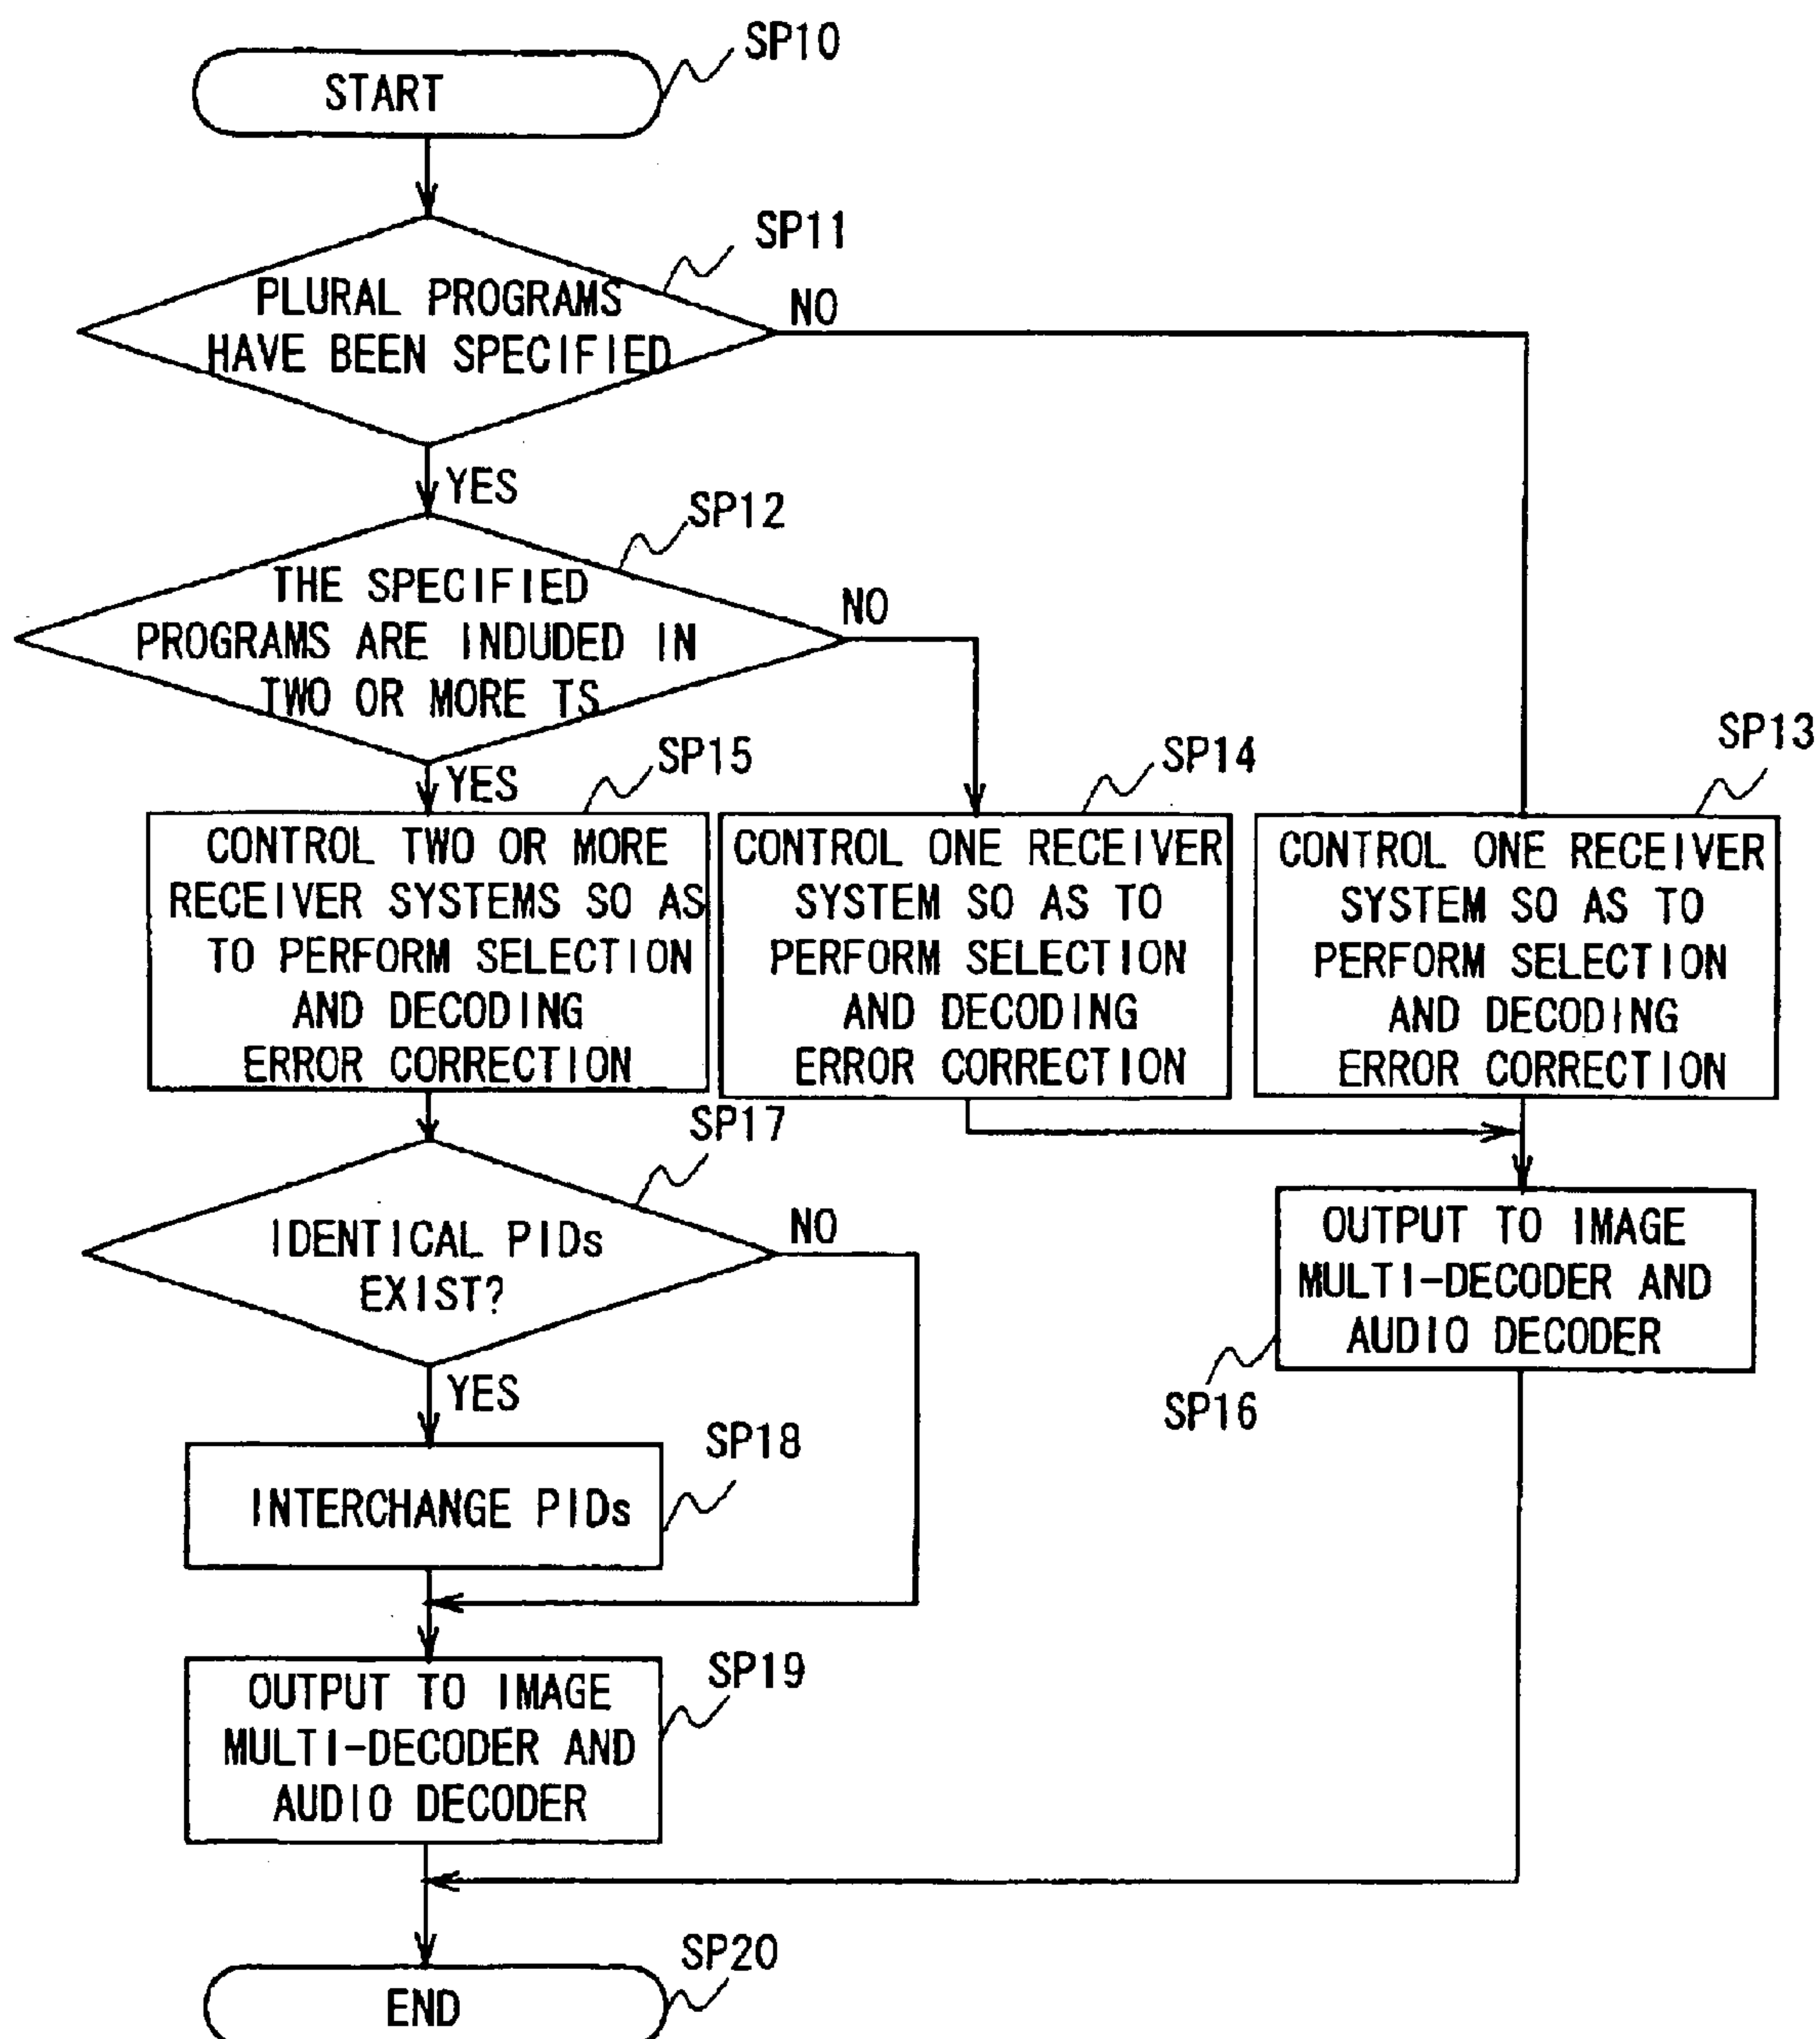 SP10
START
SP11
PLURAL PROGRAMS
HAVE BEEN SPECIFIED
NO
YES
SP12
THE SPECIFIED
PROGRAMS ARE INDUDED IN
TWO OR MORE TS
NO
YES
SP15
SP14
SP13
CONTROL TWO OR MORE
RECEIVER SYSTEMS SO AS
TO PERFORM SELECTION
AND DECODING
ERROR CORRECTION
CONTROL ONE RECEIVER
SYSTEM SO AS TO
PERFORM SELECTION
AND DECODING
ERROR CORRECTION
CONTROL ONE RECEIVER
SYSTEM SO AS TO
PERFORM SELECTION
AND DECODING
ERROR CORRECTION
SP17
IDENTICAL PIDs
EXIST?
NO
YES
OUTPUT TO IMAGE
MULTI-DECODER AND
AUDIO DECODER
SP16
SP18
INTERCHANGE PIDs
SP19
OUTPUT TO IMAGE
MULTI-DECODER AND
AUDIO DECODER
SP20
END